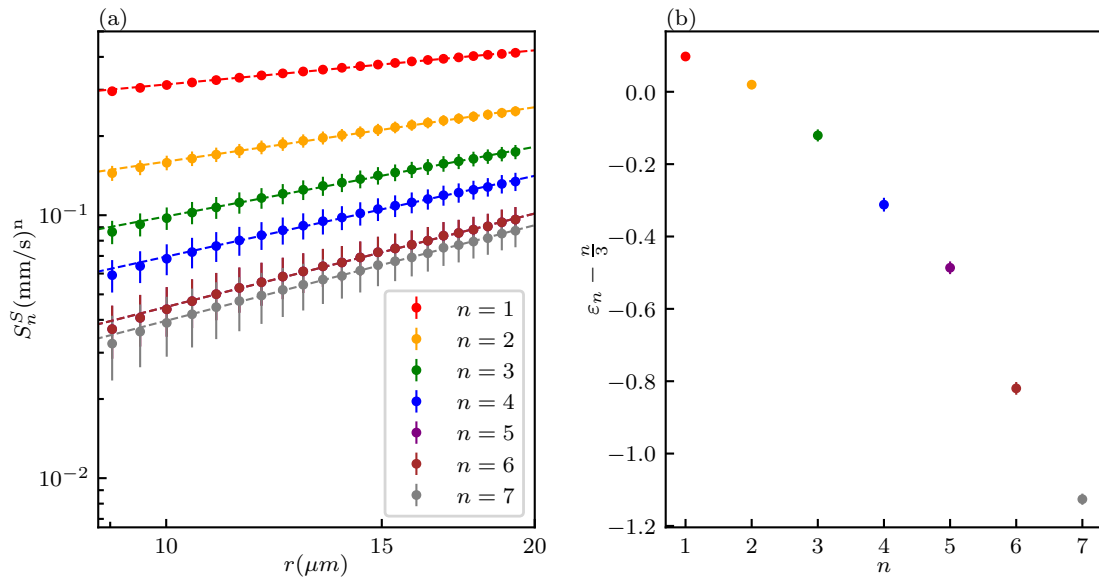 (a)
S_n^S(mm/s)^n
10^{-1}
10^{-2}
10
15
20
r(μm)
n = 1
n = 2
n = 3
n = 4
n = 5
n = 6
n = 7
(b)
ε_n − n/3
0.0
−0.2
−0.4
−0.6
−0.8
−1.0
−1.2
1
2
3
4
5
6
7
n